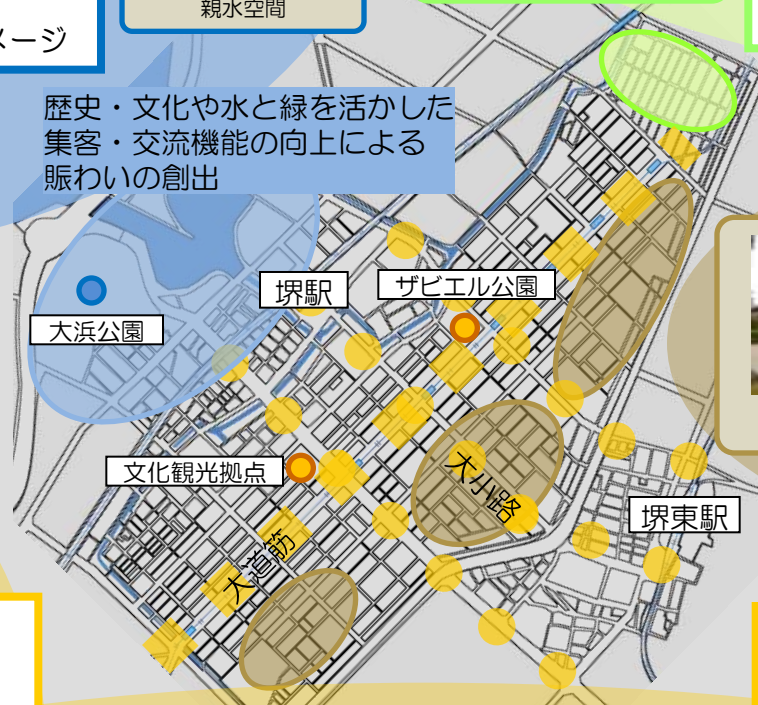 親水空間
メージ
歴史・文化や水と緑を活かした
集客・交流機能の向上による
賑わいの創出
堺駅
ザビエル公園
大浜公園
文化観光拠点
大小路
堺東駅
大道筋